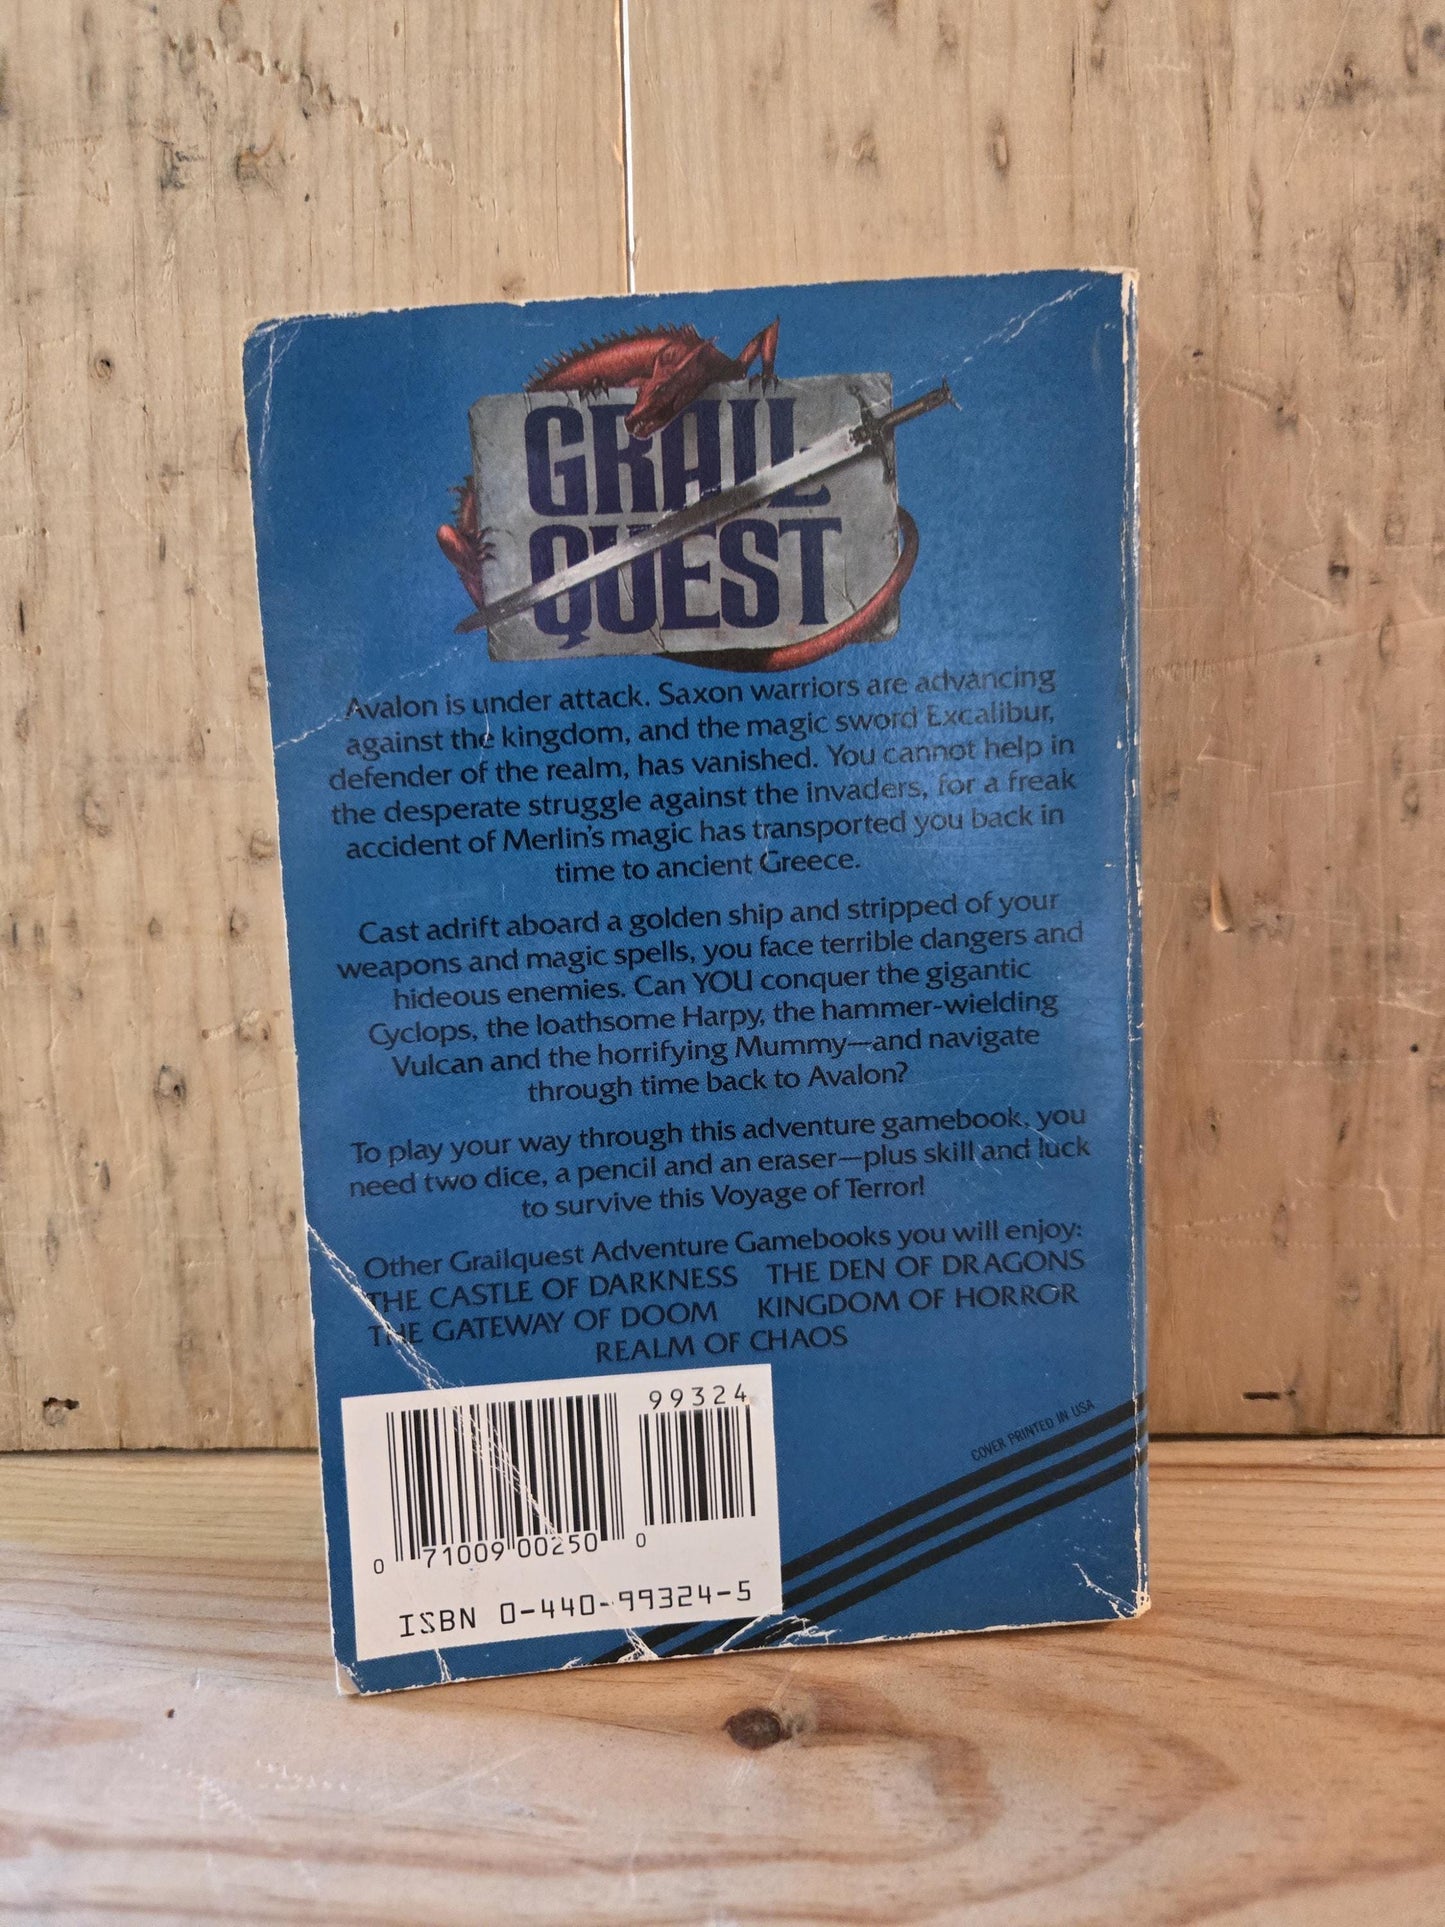 GRAIL
QUEST
Avalon is under attack. Saxon warriors are advancing
against the kingdom, and the magic sword Excalibur,
defender of the realm, has vanished. You cannot help in
the desperate struggle against the invaders, for a freak
accident of Merlin's magic has transported you back in
time to ancient Greece.
Cast adrift aboard a golden ship and stripped of your
weapons and magic spells, you face terrible dangers and
hideous enemies. Can YOU conquer the gigantic
Cyclops, the loathsome Harpy, the hammer-wielding
Vulcan and the horrifying Mummy—and navigate
through time back to Avalon?
To play your way through this adventure gamebook, you
need two dice, a pencil and an eraser—plus skill and luck
to survive this Voyage of Terror!
Other Grailquest Adventure Gamebooks you will enjoy:
THE CASTLE OF DARKNESS THE DEN OF DRAGONS
THE GATEWAY OF DOOM KINGDOM OF HORROR
REALM OF CHAOS
COVER PRINTED IN USA
99324
0 71009 00250 0
ISBN 0-440-99324-5